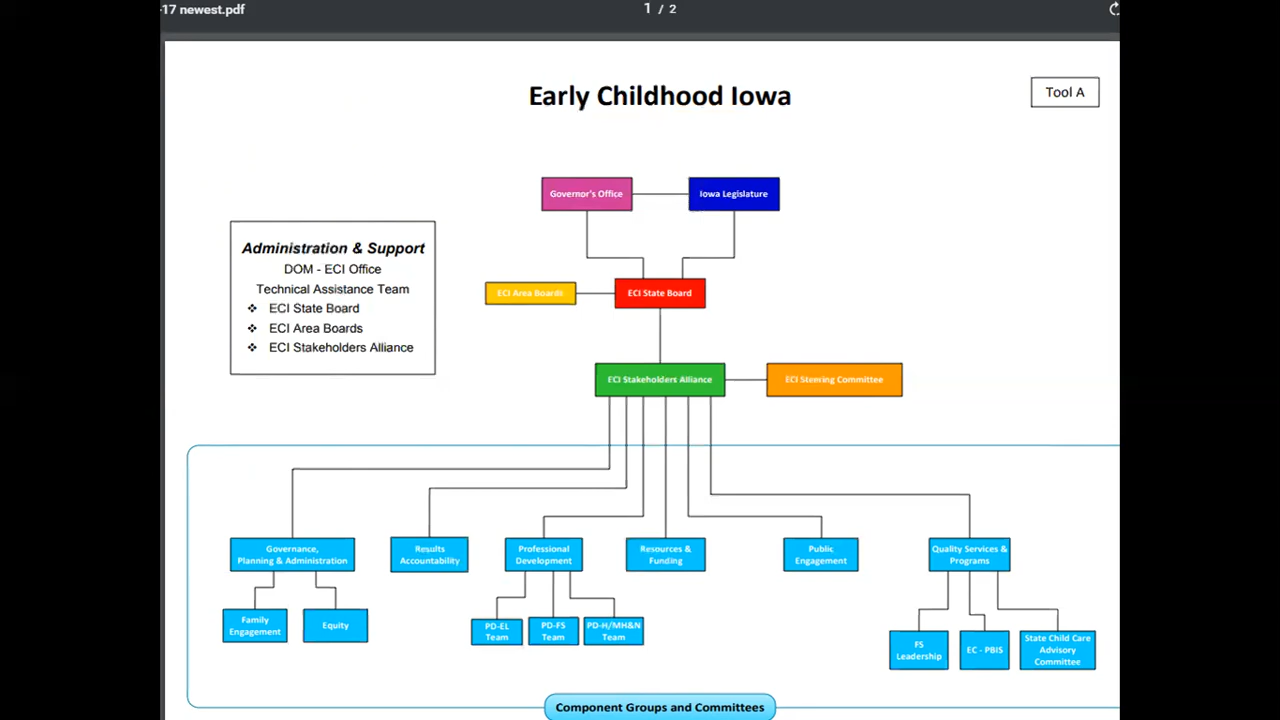 -17 newest.pdf
1 / 2
Early Childhood Iowa
Tool A
Governor's Office
Iowa Legislature
Administration & Support
DOM - ECI Office
Technical Assistance Team
❖ ECI State Board
❖ ECI Area Boards
❖ ECI Stakeholders Alliance
ECI Area Boards
ECI State Board
ECI Stakeholders Alliance
ECI Steering Committee
Governance,
Planning & Administration
Results
Accountability
Professional
Development
Resources &
Funding
Public
Engagement
Quality Services &
Programs
Family
Engagement
Equity
PD-EL
Team
PD-FS
Team
PD-H/MH&N
Team
FS
Leadership
EC - PBIS
State Child Care
Advisory
Committee
Component Groups and Committees